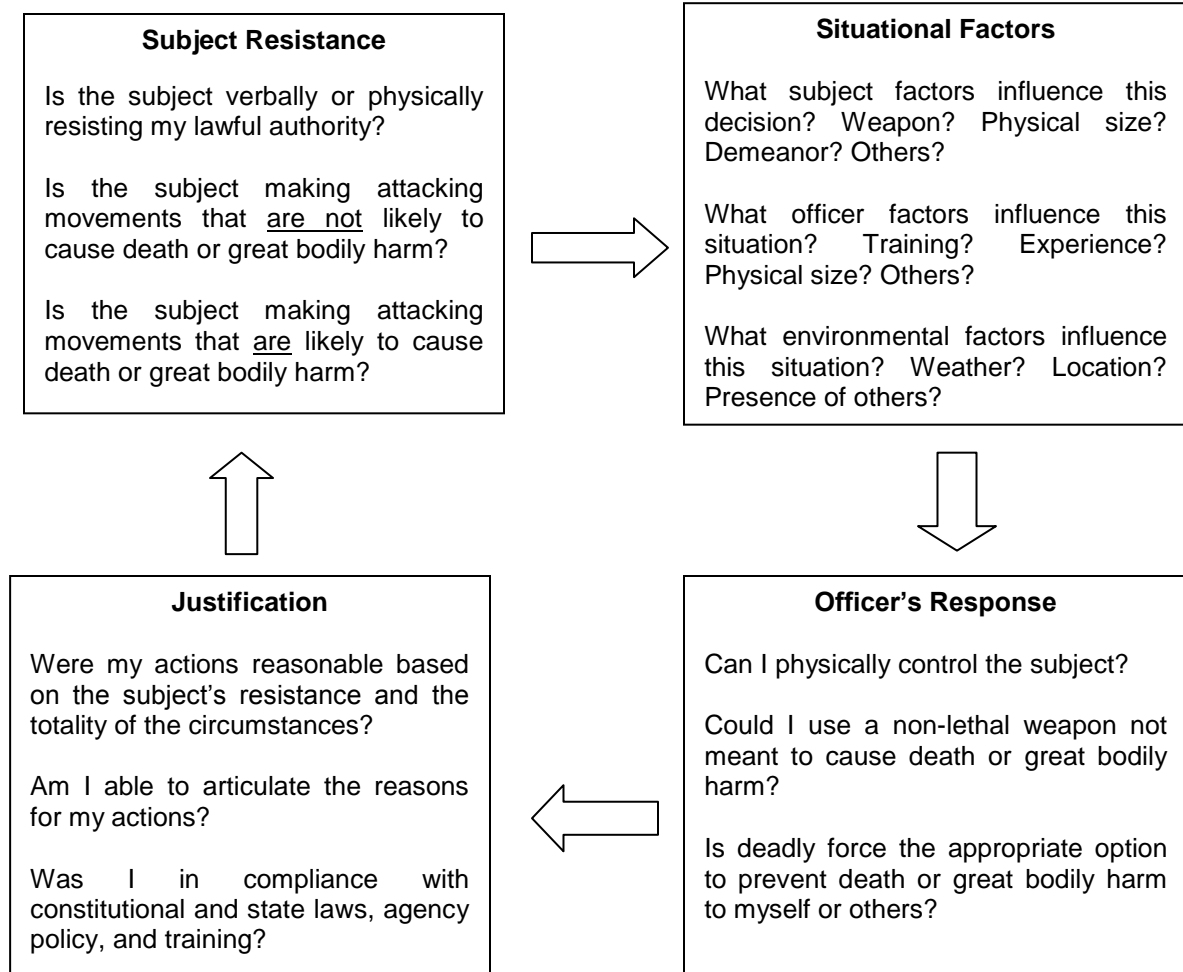 Subject Resistance
Is the subject verbally or physically
resisting my lawful authority?
Is the subject making attacking
movements that are not likely to
cause death or great bodily harm?
Is the subject making attacking
movements that are likely to cause
death or great bodily harm?
Situational Factors
What subject factors influence this
decision? Weapon? Physical size?
Demeanor? Others?
What officer factors influence this
situation? Training? Experience?
Physical size? Others?
What environmental factors influence
this situation? Weather? Location?
Presence of others?
Justification
Were my actions reasonable based
on the subject’s resistance and the
totality of the circumstances?
Am I able to articulate the reasons
for my actions?
Was I in compliance with
constitutional and state laws, agency
policy, and training?
Officer’s Response
Can I physically control the subject?
Could I use a non-lethal weapon not
meant to cause death or great bodily
harm?
Is deadly force the appropriate option
to prevent death or great bodily harm
to myself or others?